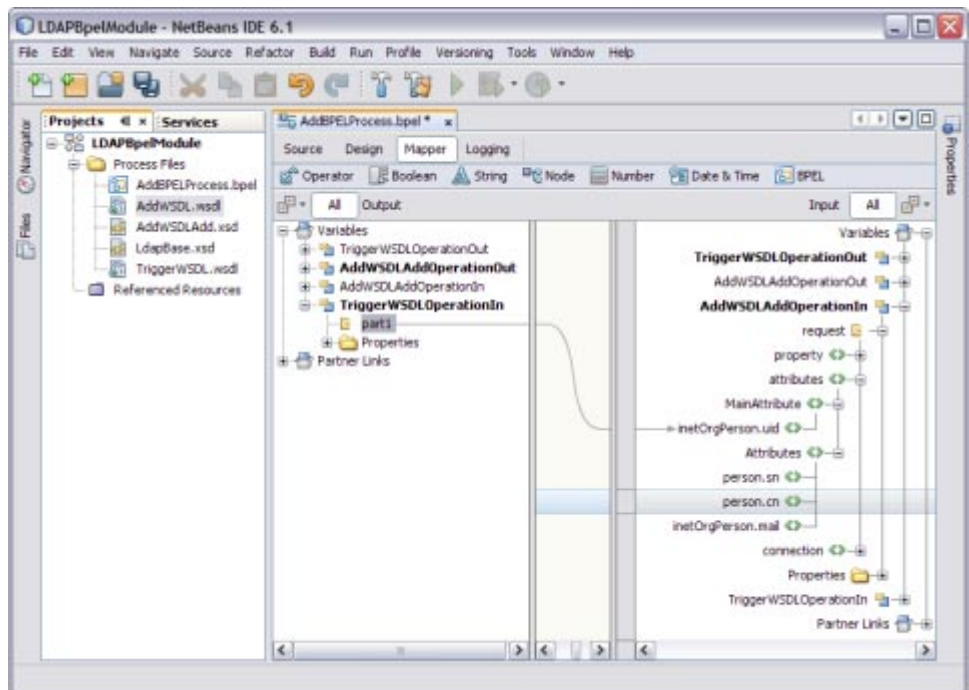 LDAPBpelModule - NetBeans IDE 6.1
File Edit View Navigate Source Refactor Build Run Profile Versioning Tools Window Help
Projects Services
LDAPBpelModule
Process Files
AddBPELProcess.bpel
AddWSDL.wsdl
AddWSDLAdd.xsd
LdapBase.xsd
TriggerWSDL.wsdl
Referenced Resources
Navigator
Files
AddBPELProcess.bpel *
Source Design Mapper Logging
Operator Boolean String Node Number Date & Time BPEL
All Output
Input All
Variables
TriggerWSDLOperationOut
AddWSDLAddOperationOut
AddWSDLAddOperationIn
TriggerWSDLOperationIn
part1
Properties
Partner Links
Variables
TriggerWSDLOperationOut
AddWSDLAddOperationOut
AddWSDLAddOperationIn
request
property
attributes
MainAttribute
inetOrgPerson.uid
Attributes
person.sn
person.cn
inetOrgPerson.mail
connection
Properties
TriggerWSDLOperationIn
Partner Links
Properties